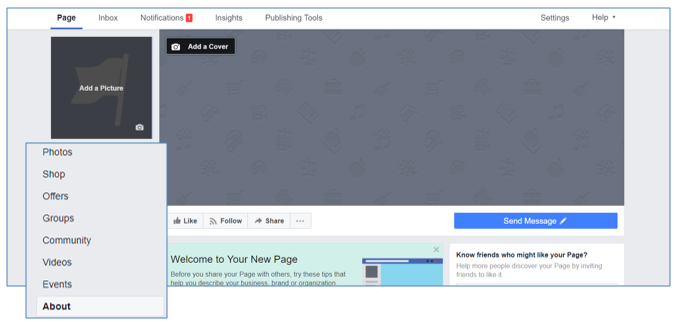 Page Inbox Notifications 1 Insights Publishing Tools Settings Help
Add a Cover
Add a Picture
Photos
Shop
Offers
Groups
Community
Videos
Events
About
Like Follow Share ... Send Message
Welcome to Your New Page
Before you share your Page with others, try these tips that
help you describe your business, brand or organization
Know friends who might like your Page?
Help more people discover your Page by inviting
friends to like it